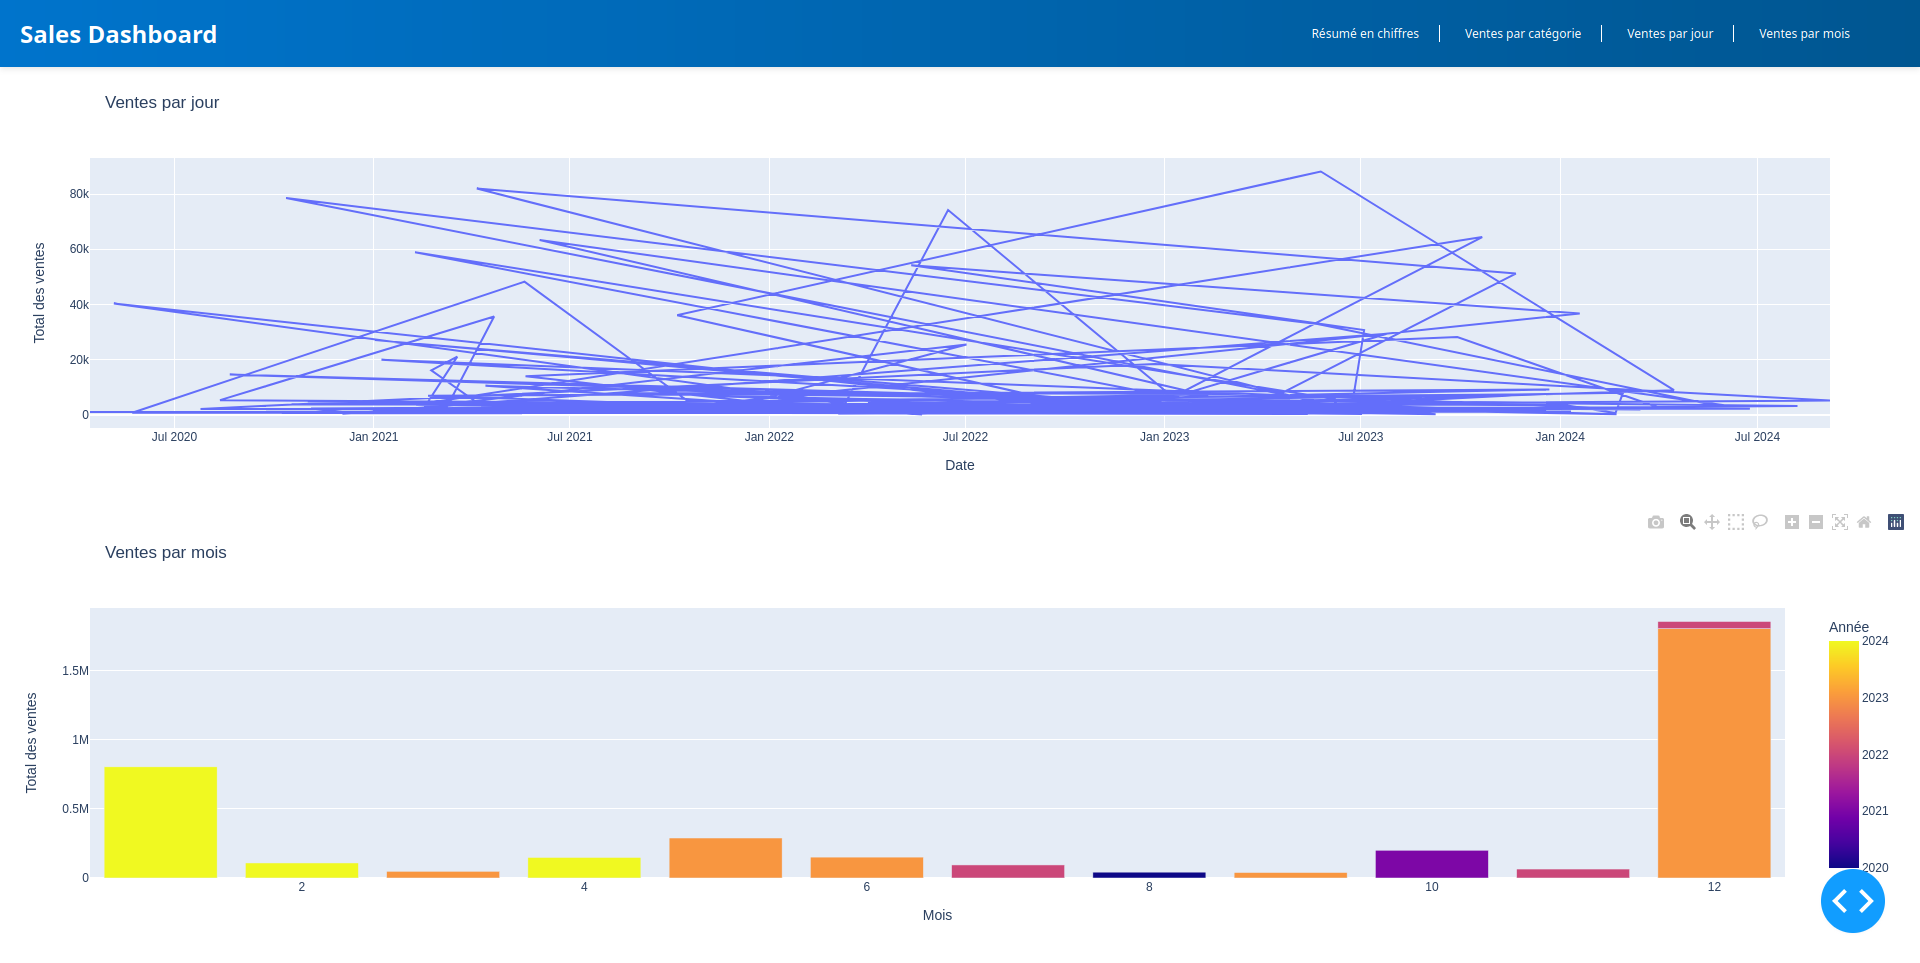 Sales Dashboard
Résumé en chiffres
Ventes par catégorie
Ventes par jour
Ventes par mois
Ventes par jour
Total des ventes
80k
60k
40k
20k
0
Jul 2020
Jan 2021
Jul 2021
Jan 2022
Jul 2022
Jan 2023
Jul 2023
Jan 2024
Jul 2024
Date
Ventes par mois
Total des ventes
1.5M
1M
0.5M
0
2
4
6
8
10
12
Mois
Année
2024
2023
2022
2021
2020